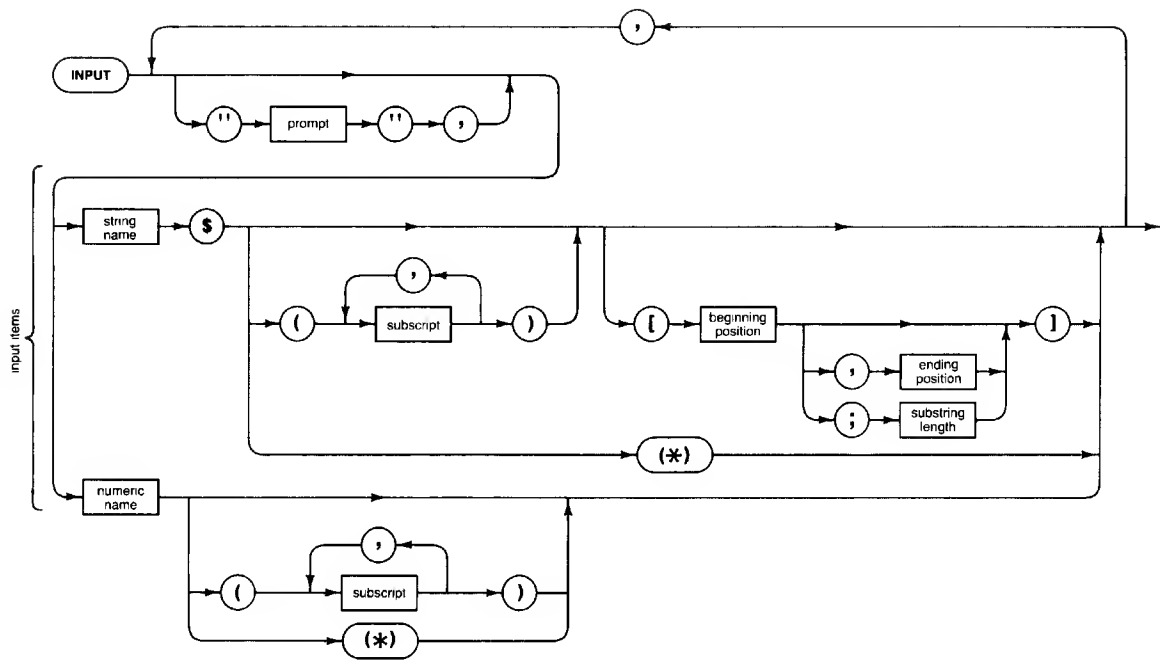 ,
INPUT
" prompt " ,
input items
string
name
$
,
( subscript )
[ beginning
position
, ending
position
; substring
length
]
(*)
numeric
name
,
( subscript )
(*)